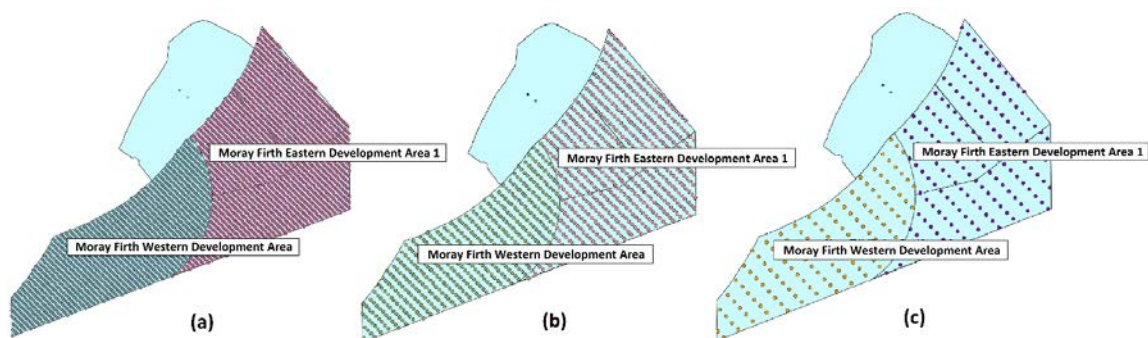 Moray Firth Eastern Development Area 1
Moray Firth Western Development Area
(a)
Moray Firth Eastern Development Area 1
Moray Firth Western Development Area
(b)
Moray Firth Eastern Development Area 1
Moray Firth Western Development Area
(c)